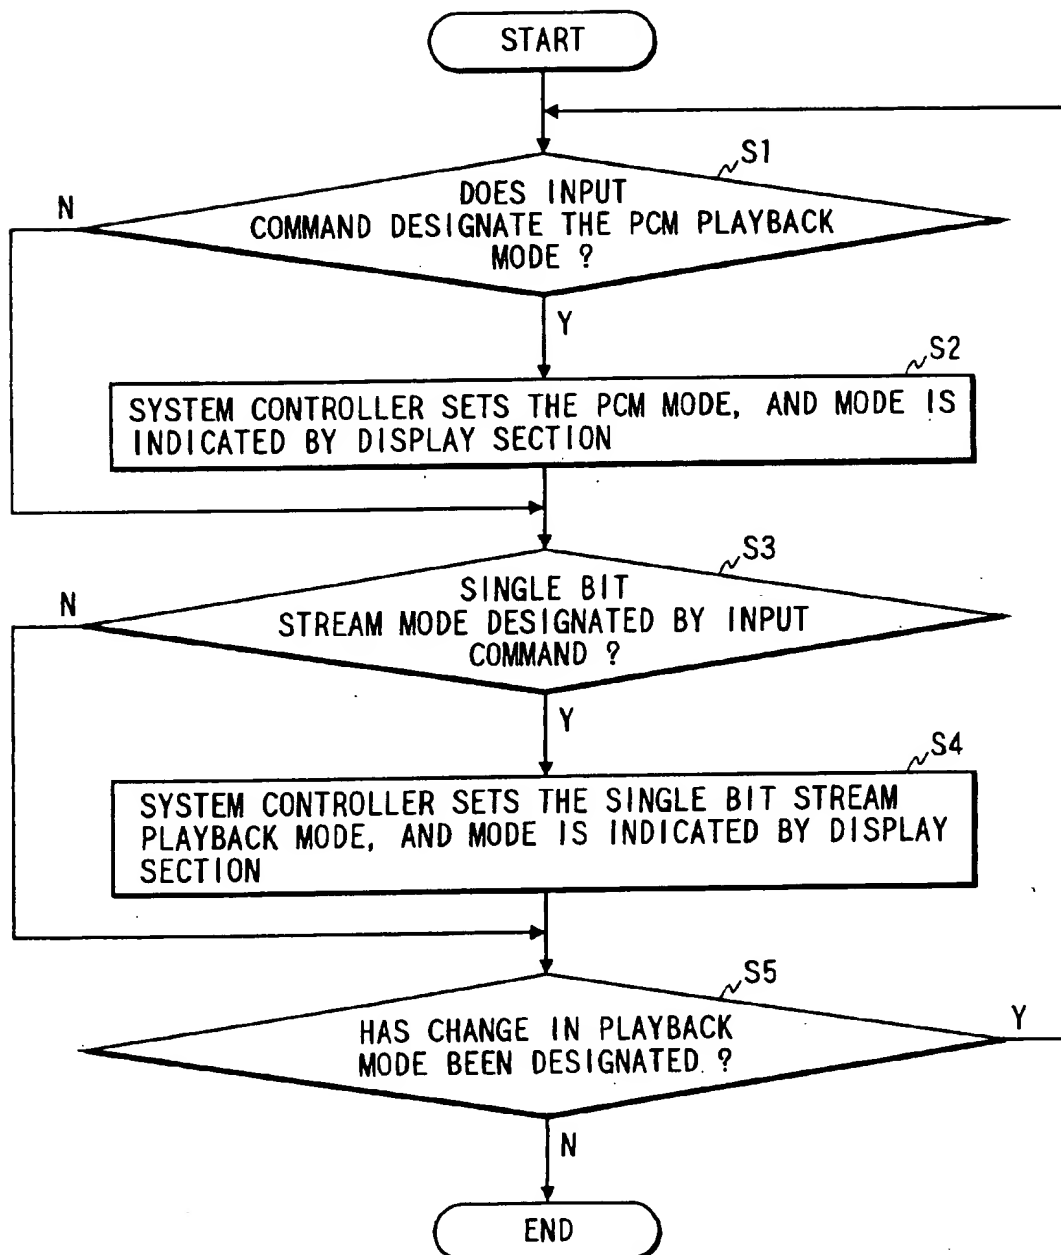 START
S1
N
DOES INPUT
COMMAND DESIGNATE THE PCM PLAYBACK
MODE ?
Y
S2
SYSTEM CONTROLLER SETS THE PCM MODE, AND MODE IS
INDICATED BY DISPLAY SECTION
S3
N
SINGLE BIT
STREAM MODE DESIGNATED BY INPUT
COMMAND ?
Y
S4
SYSTEM CONTROLLER SETS THE SINGLE BIT STREAM
PLAYBACK MODE, AND MODE IS INDICATED BY DISPLAY
SECTION
S5
HAS CHANGE IN PLAYBACK
MODE BEEN DESIGNATED ?
Y
N
END